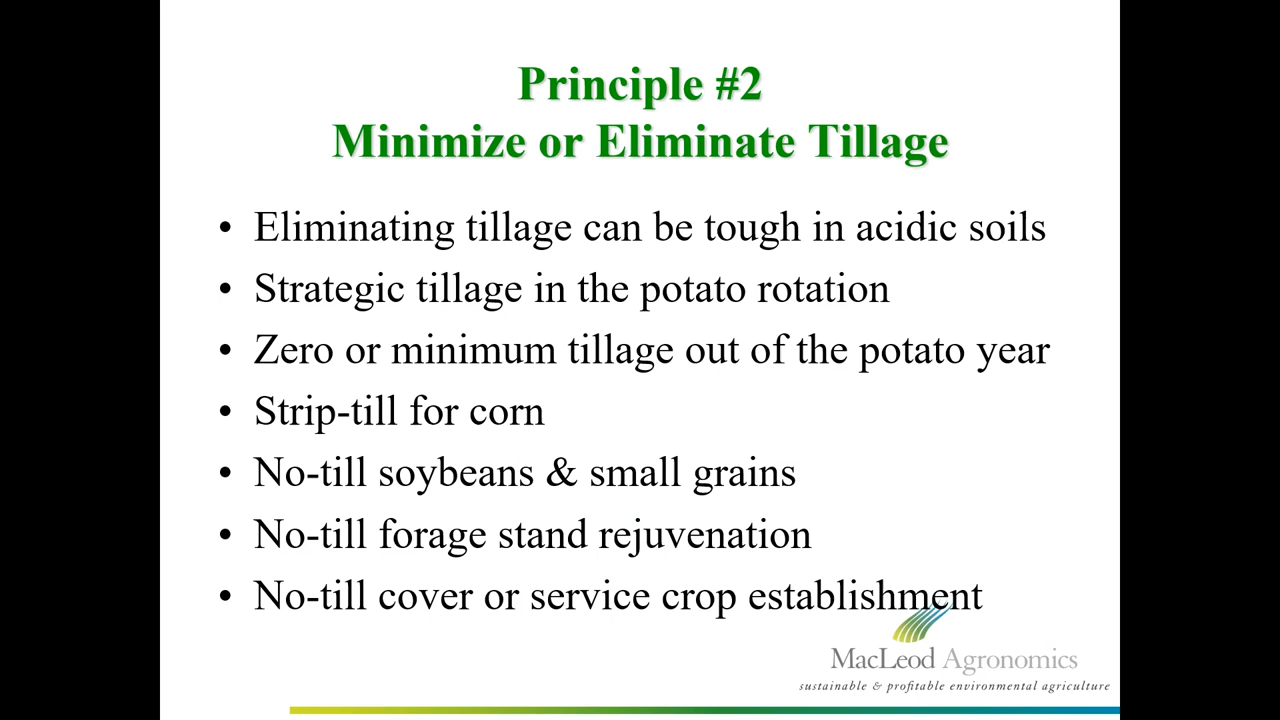 Principle #2
Minimize or Eliminate Tillage
• Eliminating tillage can be tough in acidic soils
• Strategic tillage in the potato rotation
• Zero or minimum tillage out of the potato year
• Strip-till for corn
• No-till soybeans & small grains
• No-till forage stand rejuvenation
• No-till cover or service crop establishment
MacLeod Agronomics
sustainable & profitable environmental agriculture